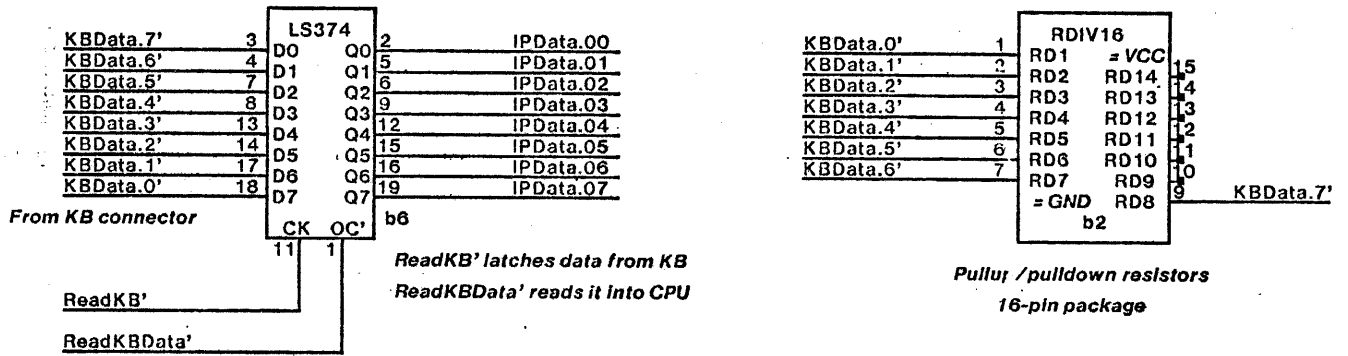 LS374
KBData.7' 3 D0 Q0 2 IPData.00
KBData.6' 4 D1 Q1 5 IPData.01
KBData.5' 7 D2 Q2 6 IPData.02
KBData.4' 8 D3 Q3 9 IPData.03
KBData.3' 13 D4 Q4 12 IPData.04
KBData.2' 14 D5 Q5 15 IPData.05
KBData.1' 17 D6 Q6 16 IPData.06
KBData.0' 18 D7 Q7 19 IPData.07
From KB connector
CK OC' b6
11 1
ReadKB' latches data from KB
ReadKBData' reads it into CPU
ReadKB'
ReadKBData'
RDIV16
=VCC
KBData.0' 1 RD1
KBData.1' 2 RD2 RD14 15
KBData.2' 3 RD3 RD13 14
KBData.3' 4 RD4 RD12 13
KBData.4' 5 RD5 RD11 12
KBData.5' 6 RD6 RD10 11
KBData.6' 7 RD7 RD9 10
=GND RD8 9 KBData.7'
b2
Pullup /pulldown resistors
16-pin package